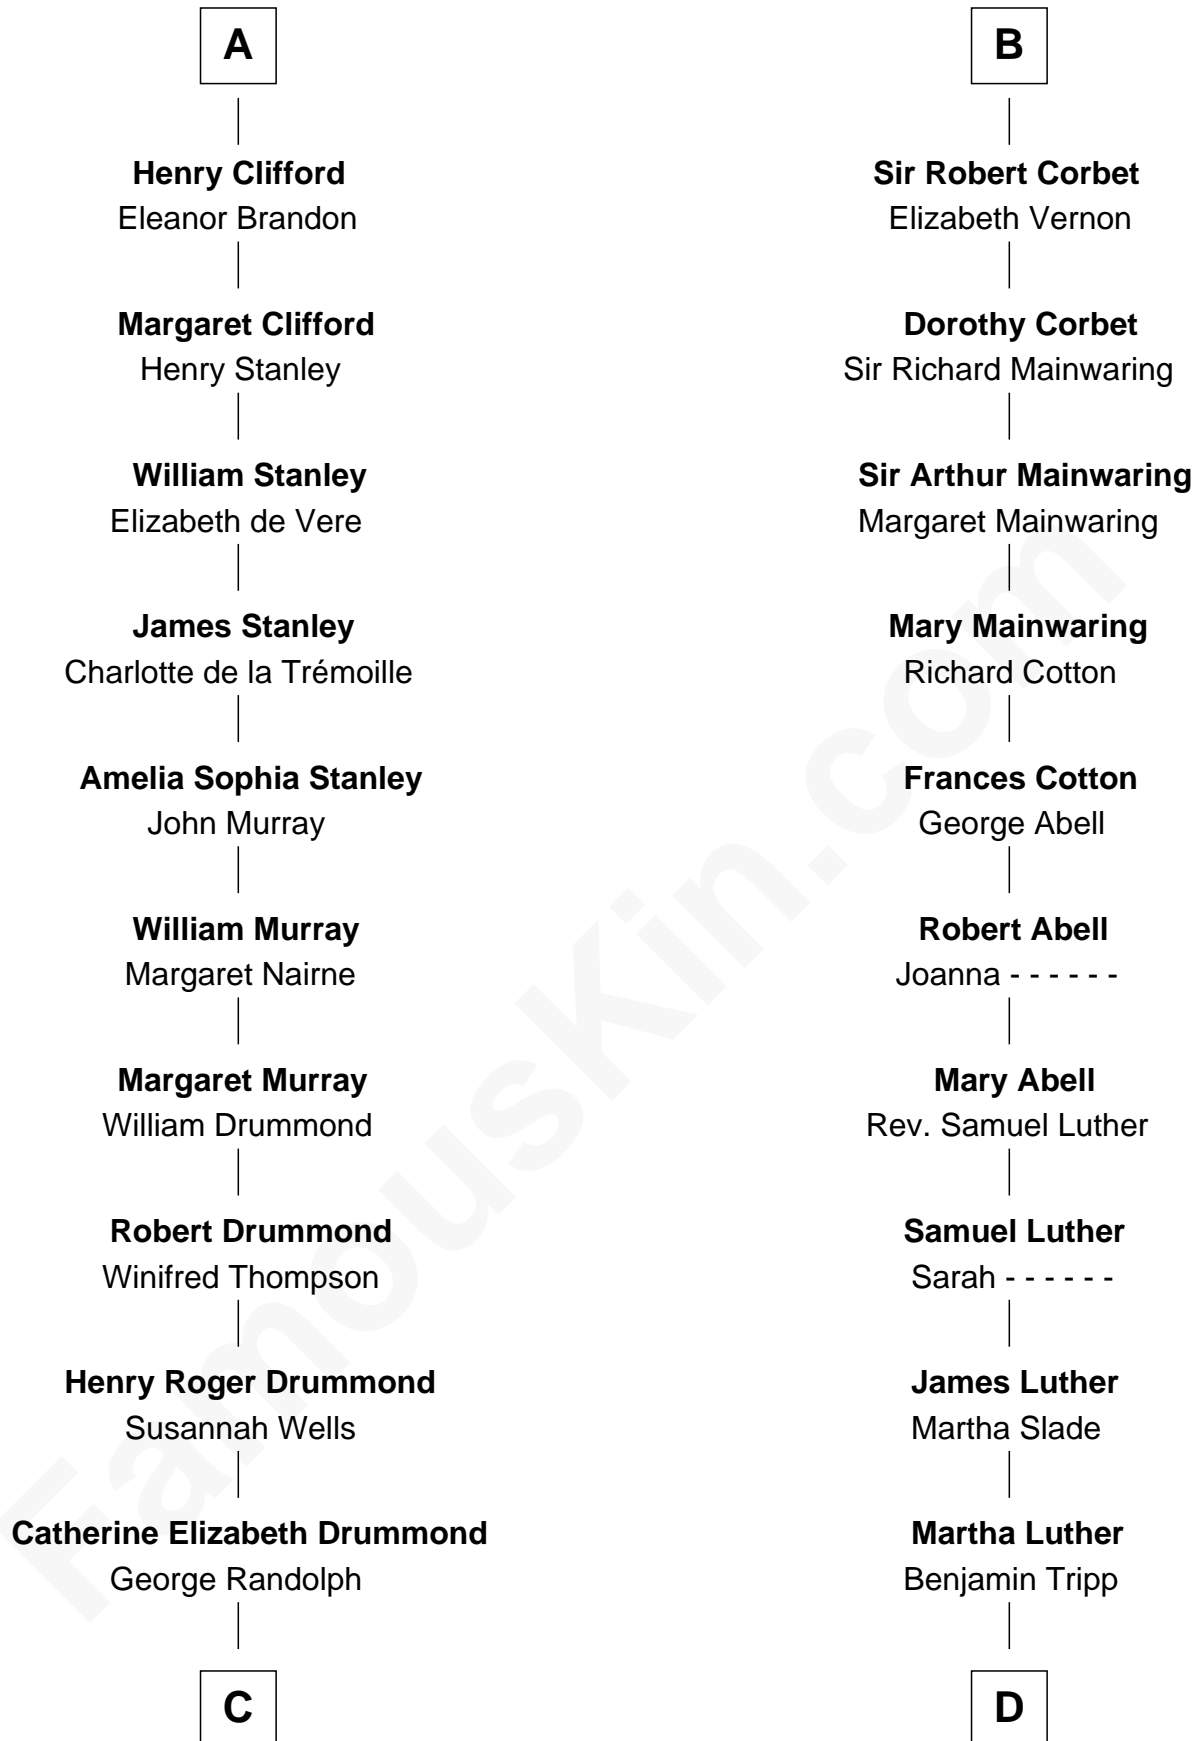 A
Henry Clifford
Eleanor Brandon
Margaret Clifford
Henry Stanley
William Stanley
Elizabeth de Vere
James Stanley
Charlotte de la Trémoille
Amelia Sophia Stanley
John Murray
William Murray
Margaret Nairne
Margaret Murray
William Drummond
Robert Drummond
Winifred Thompson
Henry Roger Drummond
Susannah Wells
Catherine Elizabeth Drummond
George Randolph
C
B
Sir Robert Corbet
Elizabeth Vernon
Dorothy Corbet
Sir Richard Mainwaring
Sir Arthur Mainwaring
Margaret Mainwaring
Mary Mainwaring
Richard Cotton
Frances Cotton
George Abell
Robert Abell
Joanna - - - - - -
Mary Abell
Rev. Samuel Luther
Samuel Luther
Sarah - - - - - -
James Luther
Martha Slade
Martha Luther
Benjamin Tripp
D
FamousKin.com